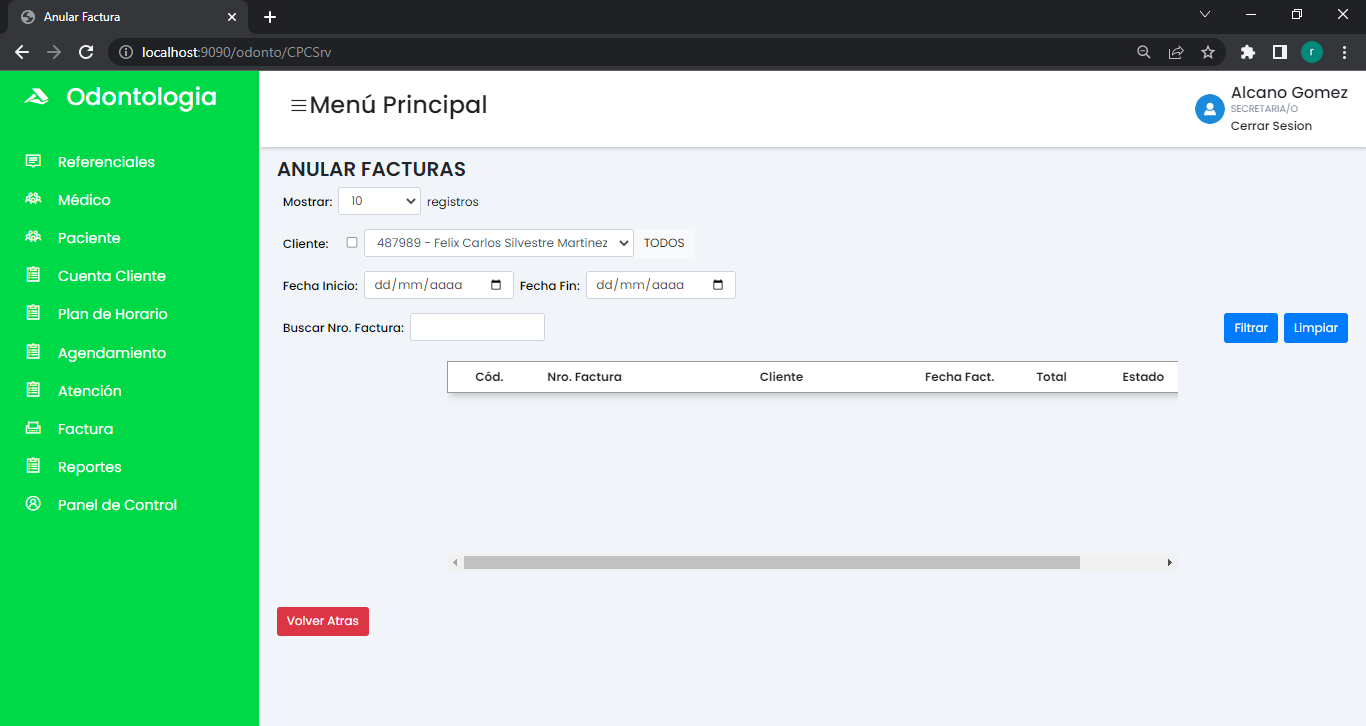 Anular Factura
localhost:9090/odonto/CPCSrv
r
Odontologia
Referenciales
Médico
Paciente
Cuenta Cliente
Plan de Horario
Agendamiento
Atención
Factura
Reportes
Panel de Control
Menú Principal
Alcano Gomez
SECRETARIA/O
Cerrar Sesion
ANULAR FACTURAS
Mostrar: 10 registros
Cliente: 487989 - Felix Carlos Silvestre Martinez TODOS
Fecha Inicio: dd/mm/aaaa Fecha Fin: dd/mm/aaaa
Buscar Nro. Factura: Filtrar Limpiar
Cód. Nro. Factura Cliente Fecha Fact. Total Estado
Volver Atras